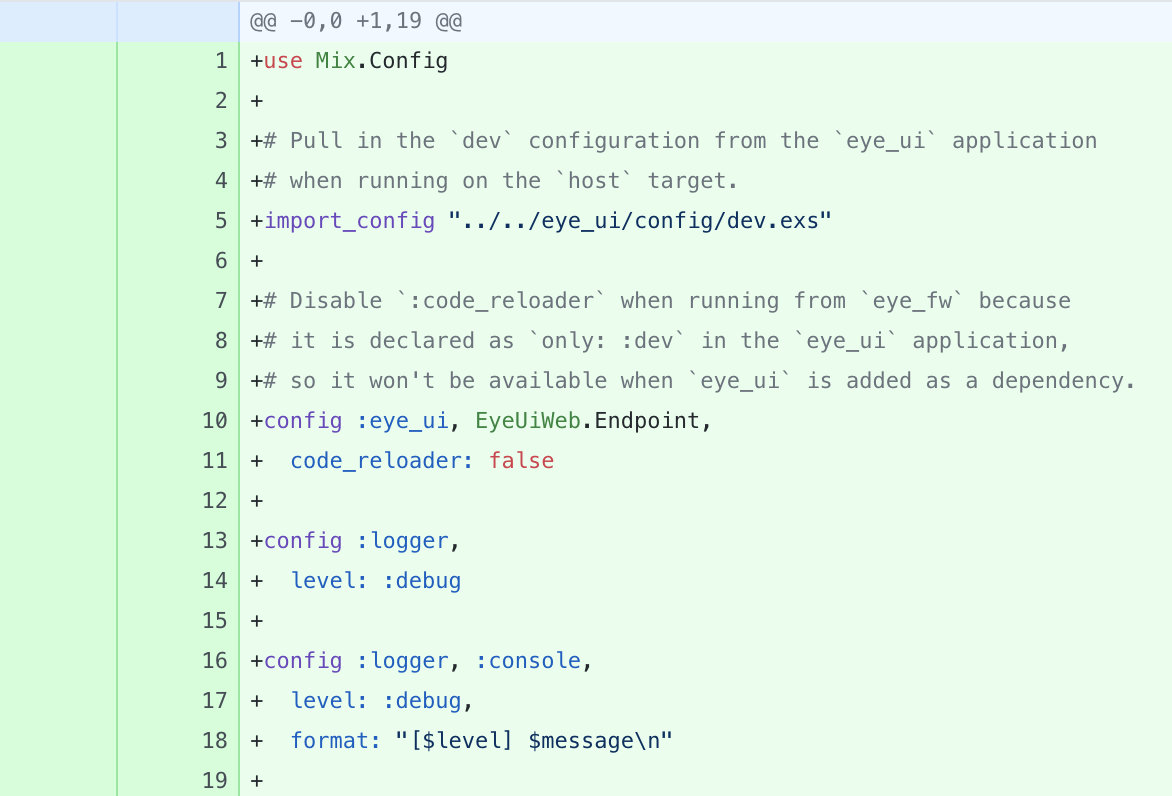 @@ -0,0 +1,19 @@
1 +use Mix.Config
2 +
3 +# Pull in the `dev` configuration from the `eye_ui` application
4 +# when running on the `host` target.
5 +import_config "../../eye_ui/config/dev.exs"
6 +
7 +# Disable `:code_reloader` when running from `eye_fw` because
8 +# it is declared as `only: :dev` in the `eye_ui` application,
9 +# so it won't be available when `eye_ui` is added as a dependency.
10 +config :eye_ui, EyeUiWeb.Endpoint,
11 +  code_reloader: false
12 +
13 +config :logger,
14 +  level: :debug
15 +
16 +config :logger, :console,
17 +  level: :debug,
18 +  format: "[$level] $message\n"
19 +